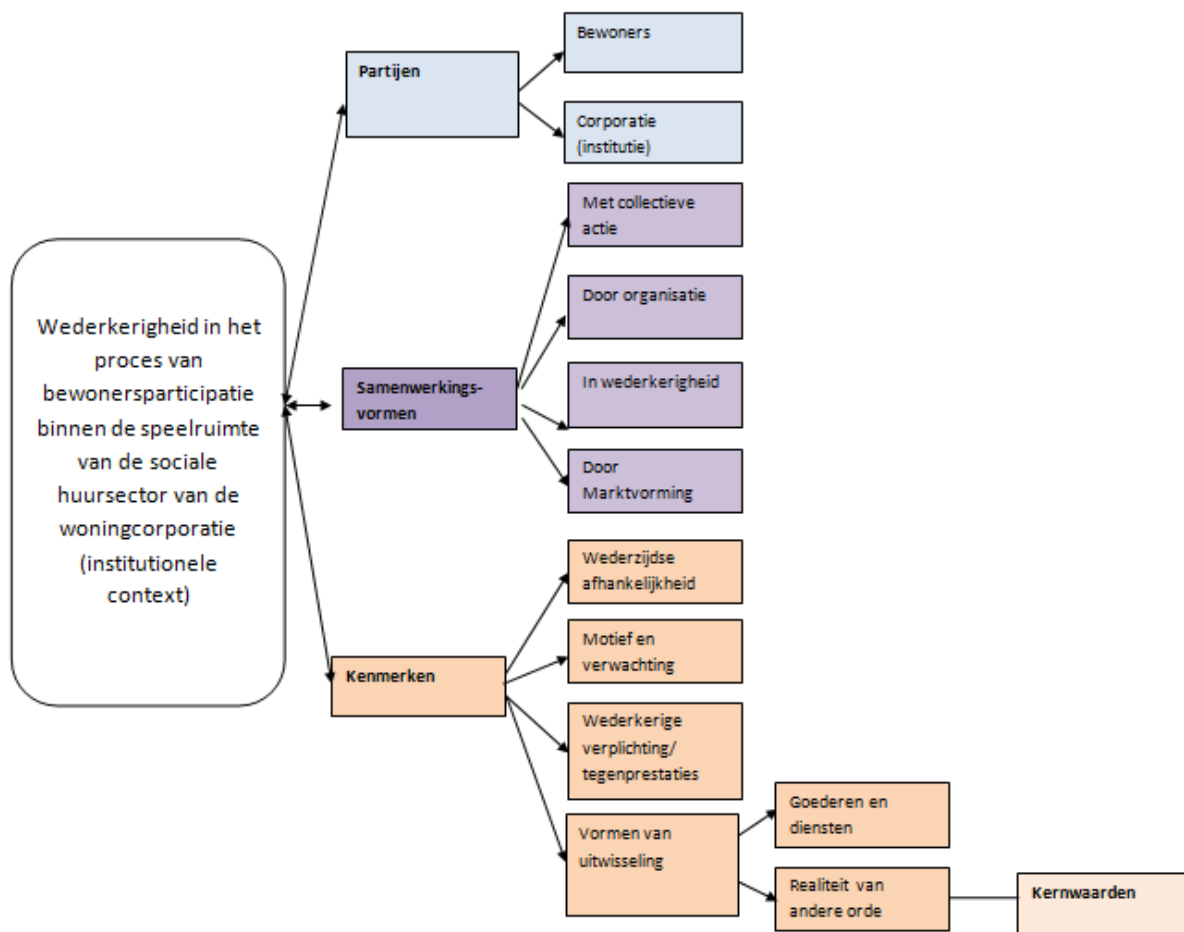 Wederkerigheid in het
proces van
bewonersparticipatie
binnen de speelruimte
van de sociale
huursector van de
woningcorporatie
(institutionele
context)
Partijen
Bewoners
Corporatie
(institutie)
Samenwerkings-
vormen
Met collectieve
actie
Door organisatie
In wederkerigheid
Door
Marktvorming
Kenmerken
Wederzijdse
afhankelijkheid
Motief en
verwachting
Wederkerige
verplichting/
tegenprestaties
Vormen van
uitwisseling
Goederen en
diensten
Realiteit van
andere orde
Kernwaarden